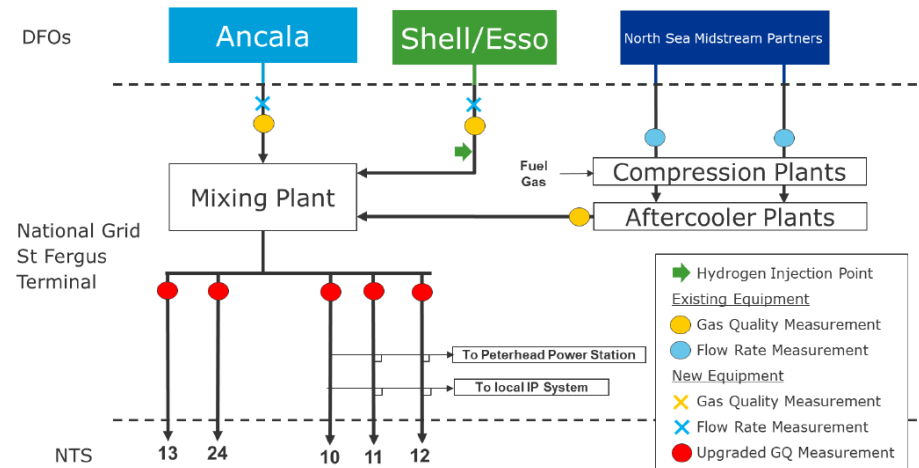 DFOs
Ancala
Shell/Esso
North Sea Midstream Partners
Fuel
Gas
Compression Plants
Mixing Plant
Aftercooler Plants
National Grid
St Fergus
Terminal
Hydrogen Injection Point
Existing Equipment
Gas Quality Measurement
Flow Rate Measurement
New Equipment
Gas Quality Measurement
Flow Rate Measurement
Upgraded GQ Measurement
To Peterhead Power Station
To local IP System
NTS
13
24
10
11
12